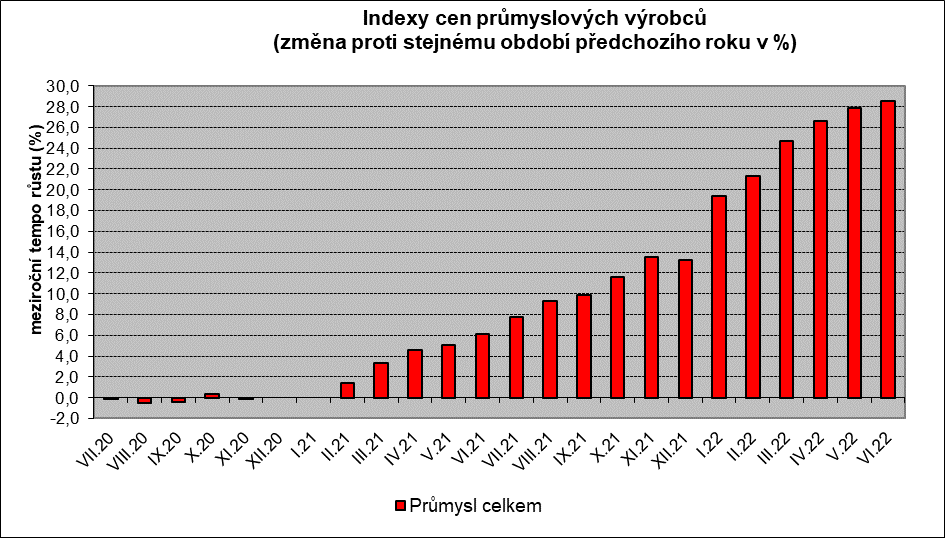 Indexy cen průmyslových výrobců
(změna proti stejnému období předchozího roku v %)
meziroční tempo růstu (%)
30,0
28,0
26,0
24,0
22,0
20,0
18,0
16,0
14,0
12,0
10,0
8,0
6,0
4,0
2,0
0,0
-2,0
VII.20
VIII.20
IX.20
X.20
XI.20
XII.20
I.21
II.21
III.21
IV.21
V.21
VI.21
VII.21
VIII.21
IX.21
X.21
XI.21
XII.21
I.22
II.22
III.22
IV.22
V.22
VI.22
Průmysl celkem